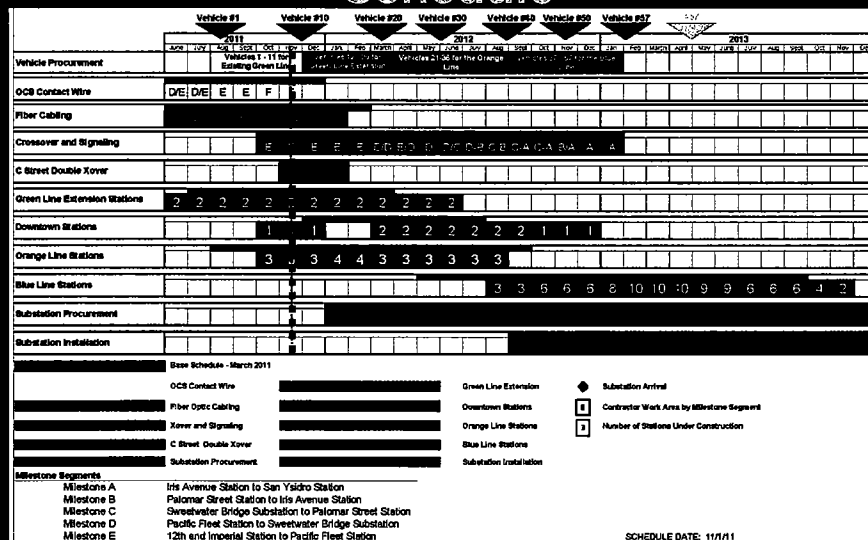 Schedule
Vehicle #1 Vehicle #10 Vehicle #20 Vehicle #30 Vehicle #40 Vehicle #50 Vehicle #57
2011 2012 2013
June July Aug Sept Oct Nov Dec Jan Feb March April May June July Aug Sept Oct Nov Dec Jan Feb March April May June July Aug Sept Oct Nov
Vehicle Procurement
Vehicles 1 - 11 for Existing Green Line
Vehicles 21-36 for the Orange Line
OCS Contact Wire D/E D/E E E F
Fiber Cabling
Crossover and Signaling E E E E
C Street Double Xover
Green Line Extension Stations 2 2 2 2 2 2 2 2 2 2 2 2
Downtown Stations 1 1 2 2 2 2 2 2 2 1 1 1
Orange Line Stations 3 3 3 4 4 3 3 3 3 3 3
Blue Line Stations 3 3 6 6 6 8 10 10 10 9 9 6 6 6 4 2
Substation Procurement
Substation Installation
Base Schedule - March 2011
OCS Contact Wire Green Line Extension Substation Arrival
Fiber Optic Cabling Downtown Stations Contractor Work Area by Milestone Segment
Xover and Signaling Orange Line Stations Number of Stations Under Construction
C Street Double Xover Blue Line Stations
Substation Procurement Substation Installation
Milestone Segments
Milestone A Iris Avenue Station to San Ysidro Station
Milestone B Palomar Street Station to Iris Avenue Station
Milestone C Sweetwater Bridge Substation to Palomar Street Station
Milestone D Pacific Fleet Station to Sweetwater Bridge Substation
Milestone E 12th and Imperial Station to Pacific Fleet Station
SCHEDULE DATE: 11/1/11